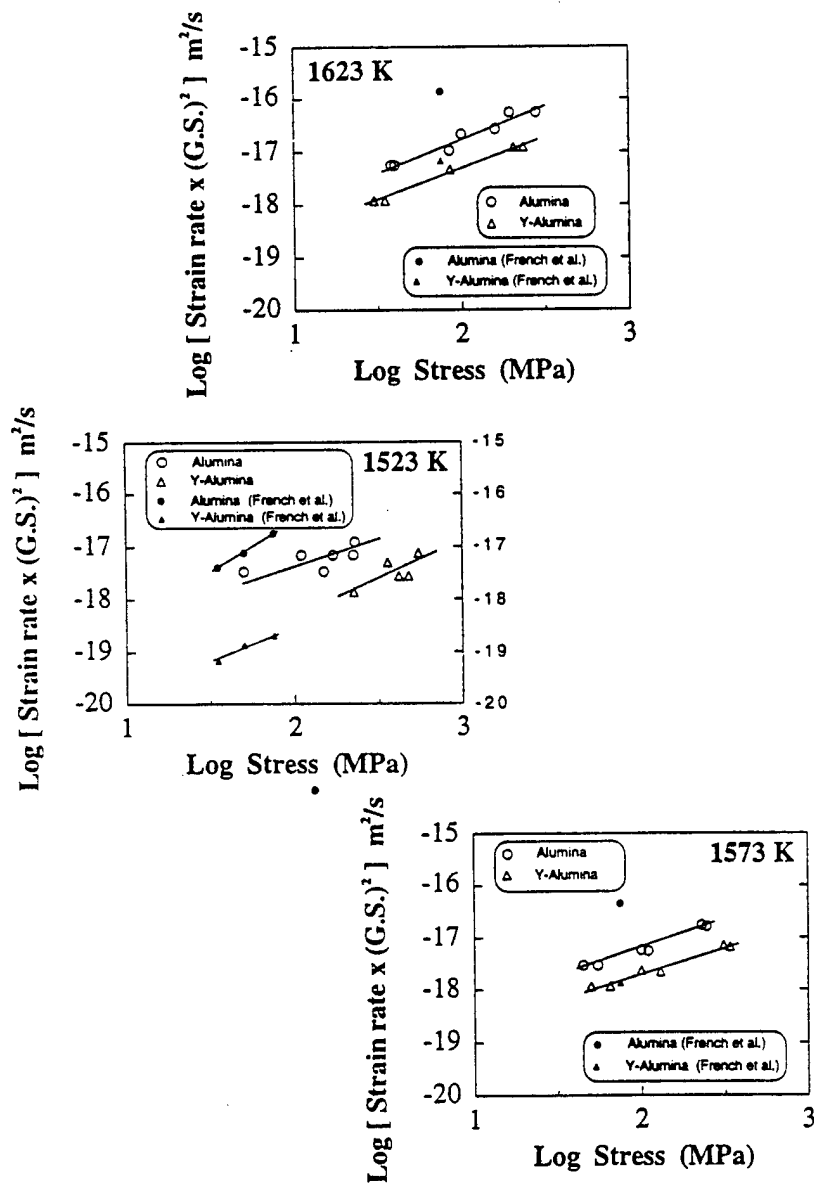 -15
-16
-17
-18
-19
-20
1623 K
Alumina
Y-Alumina
Alumina (French et al.)
Y-Alumina (French et al.)
1
2
3
Log Stress (MPa)
Log [ Strain rate x (G.S.)² ] m²/s
-15
-16
-17
-18
-19
-20
Alumina
Y-Alumina
Alumina (French et al.)
Y-Alumina (French et al.)
1523 K
-15
-16
-17
-18
-19
-20
1
2
3
Log Stress (MPa)
Log [ Strain rate x (G.S.)² ] m²/s
-15
-16
-17
-18
-19
-20
Alumina
Y-Alumina
1573 K
Alumina (French et al.)
Y-Alumina (French et al.)
1
2
3
Log Stress (MPa)
Log [ Strain rate x (G.S.)² ] m²/s